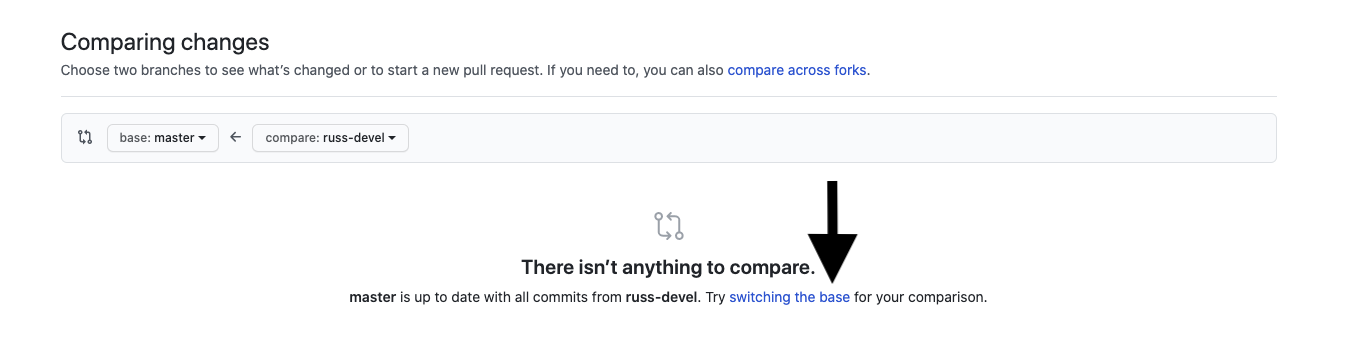 Comparing changes
Choose two branches to see what’s changed or to start a new pull request. If you need to, you can also compare across forks.
base: master compare: russ-devel
There isn’t anything to compare.
master is up to date with all commits from russ-devel. Try switching the base for your comparison.